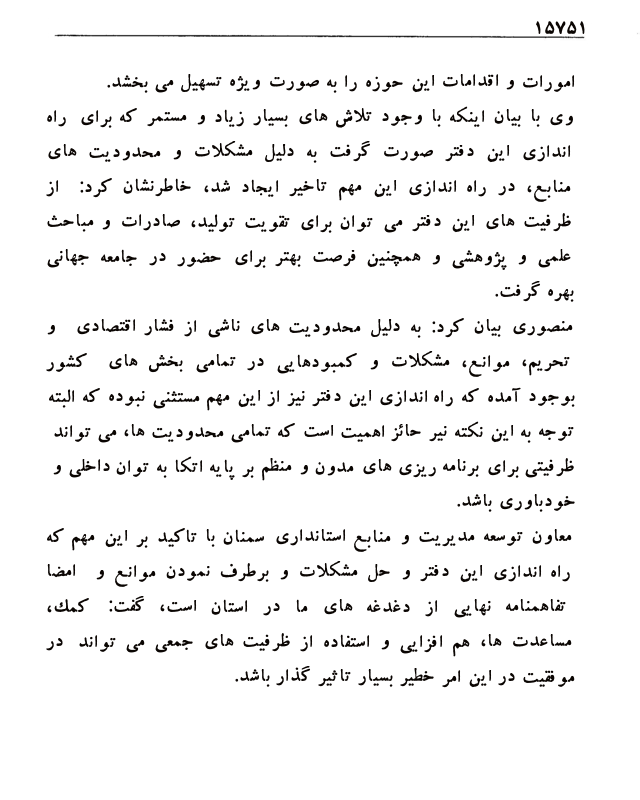 ۱۵۷۵۱
امورات و اقدامات این حوزه را به صورت ویژه تسهیل می بخشد.
وی با بیان اینکه با وجود تلاش های بسیار زیاد و مستمر که برای راه
اندازی این دفتر صورت گرفت به دلیل مشکلات و محدودیت های
منابع، در راه اندازی این مهم تاخیر ایجاد شد، خاطرنشان کرد: از
ظرفیت های این دفتر می توان برای تقویت تولید، صادرات و مباحث
علمی و پژوهشی و همچنین فرصت بهتر برای حضور در جامعه جهانی
بهره گرفت.
منصوری بیان کرد: به دلیل محدودیت های ناشی از فشار اقتصادی و
تحریم، موانع، مشکلات و کمبودهایی در تمامی بخش های کشور
بوجود آمده که راه اندازی این دفتر نیز از این مهم مستثنی نبوده که البته
توجه به این نکته نیر حائز اهمیت است که تمامی محدودیت ها، می تواند
ظرفیتی برای برنامه ریزی های مدون و منظم بر پایه اتکا به توان داخلی و
خودباوری باشد.
معاون توسعه مدیریت و منابع استانداری سمنان با تاکید بر این مهم که
راه اندازی این دفتر و حل مشکلات و برطرف نمودن موانع و امضا
تفاهمنامه نهایی از دغدغه های ما در استان است، گفت: کمك،
مساعدت ها، هم افزایی و استفاده از ظرفیت های جمعی می تواند در
موفقیت در این امر خطیر بسیار تاثیر گذار باشد.